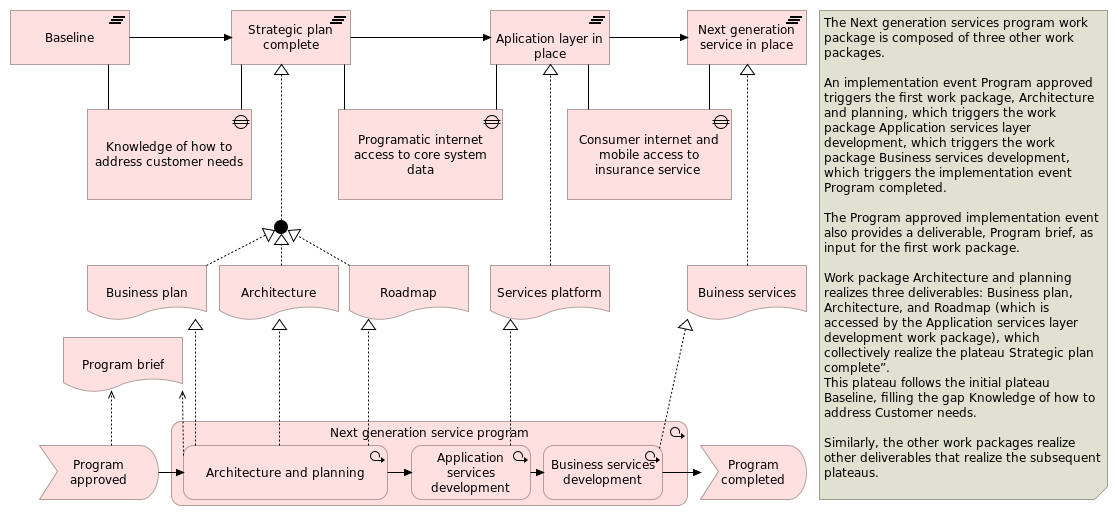 Baseline
Strategic plan
complete
Aplication layer in
place
Next generation
service in place
Knowledge of how to
address customer needs
Programatic internet
access to core system
data
Consumer internet and
mobile access to
insurance service
Business plan
Architecture
Roadmap
Services platform
Buiness services
Program brief
Next generation service program
Program
approved
Architecture and planning
Application
services
development
Business services
development
Program
completed
The Next generation services program work
package is composed of three other work
packages.
An implementation event Program approved
triggers the first work package, Architecture
and planning, which triggers the work
package Application services layer
development, which triggers the work
package Business services development,
which triggers the implementation event
Program completed.
The Program approved implementation event
also provides a deliverable, Program brief, as
input for the first work package.
Work package Architecture and planning
realizes three deliverables: Business plan,
Architecture, and Roadmap (which is
accessed by the Application services layer
development work package), which
collectively realize the plateau Strategic plan
complete”.
This plateau follows the initial plateau
Baseline, filling the gap Knowledge of how to
address Customer needs.
Similarly, the other work packages realize
other deliverables that realize the subsequent
plateaus.